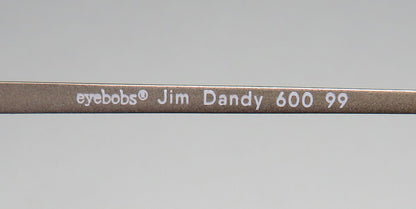 eyebobs® Jim Dandy 600 99